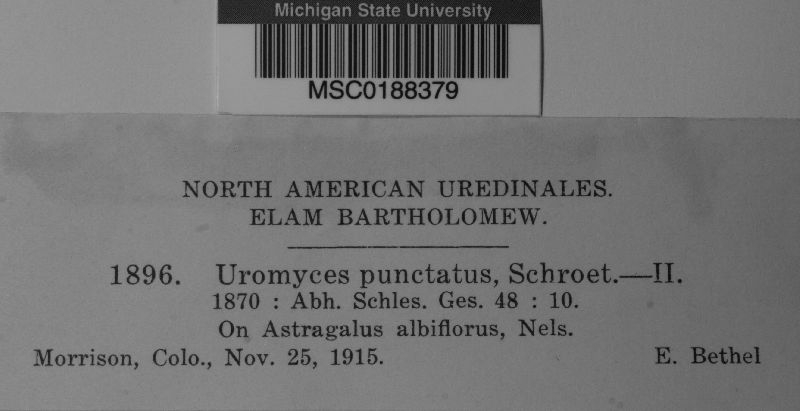 Michigan State University
MSC0188379
NORTH AMERICAN UREDINALES.
ELAM BARTHOLOMEW.
1896. Uromyces punctatus, Schroet.—II.
1870 : Abh. Schles. Ges. 48 : 10.
On Astragalus albiflorus, Nels.
Morrison, Colo., Nov. 25, 1915. E. Bethel